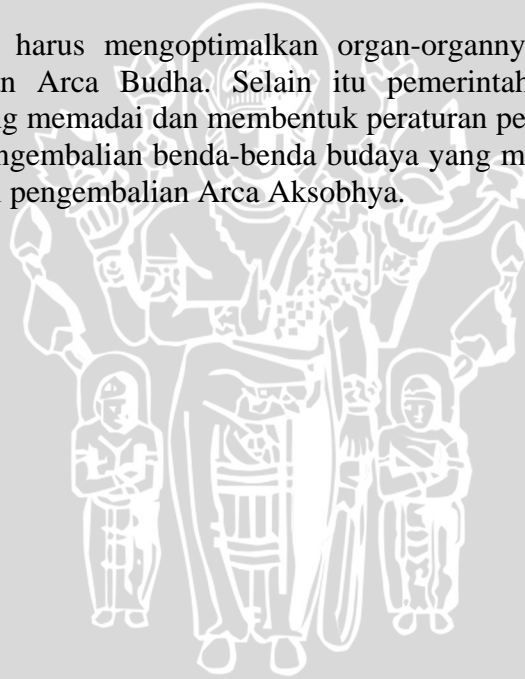 harus mengoptimalkan organ-organny
n Arca Budha. Selain itu pemerintah
ng memadai dan membentuk peraturan pe
ngembalian benda-benda budaya yang m
pengembalian Arca Aksobhya.